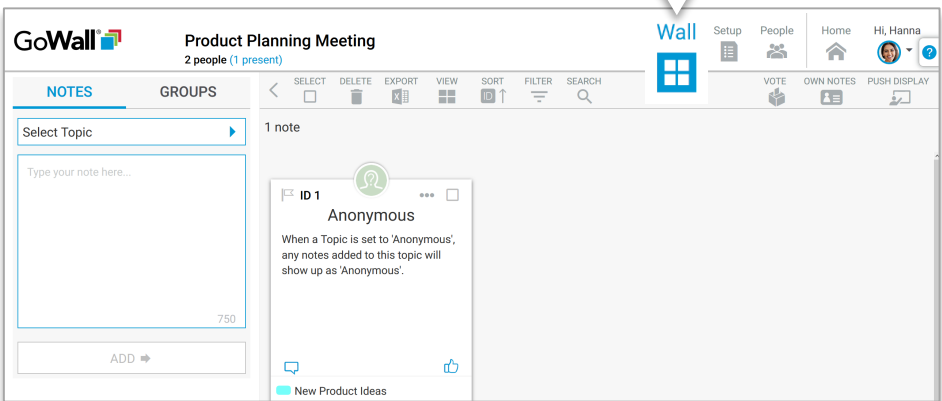 GoWall®
Product Planning Meeting
2 people (1 present)
Wall
Setup
People
Home
Hi, Hanna
?
NOTES
GROUPS
SELECT
DELETE
EXPORT
VIEW
SORT
FILTER
SEARCH
VOTE
OWN NOTES
PUSH DISPLAY
X
ID
Select Topic
1 note
Type your note here...
?
ID 1
Anonymous
When a Topic is set to 'Anonymous',
any notes added to this topic will
show up as 'Anonymous'.
750
ADD
New Product Ideas